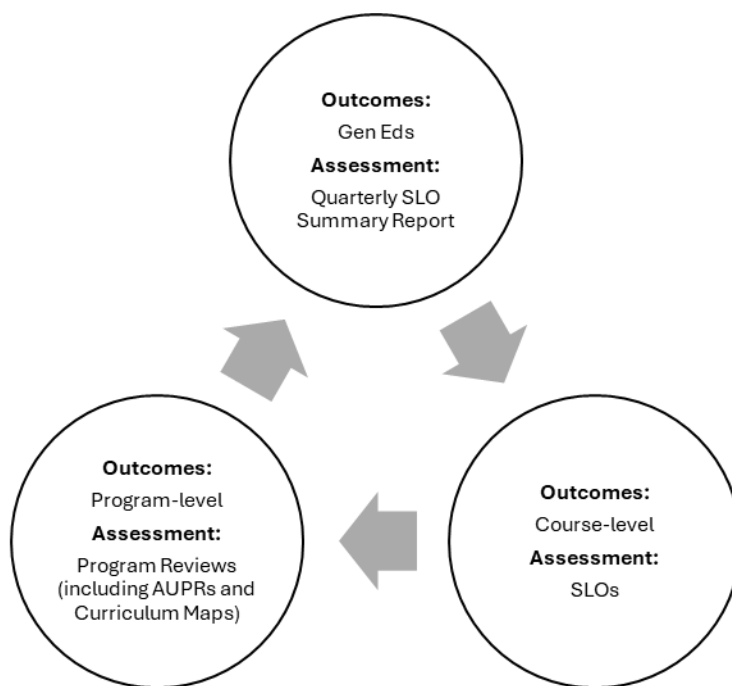 Outcomes:
Gen Eds
Assessment:
Quarterly SLO
Summary Report
Outcomes:
Program-level
Assessment:
Program Reviews
(including AUPRs and
Curriculum Maps)
Outcomes:
Course-level
Assessment:
SLOs